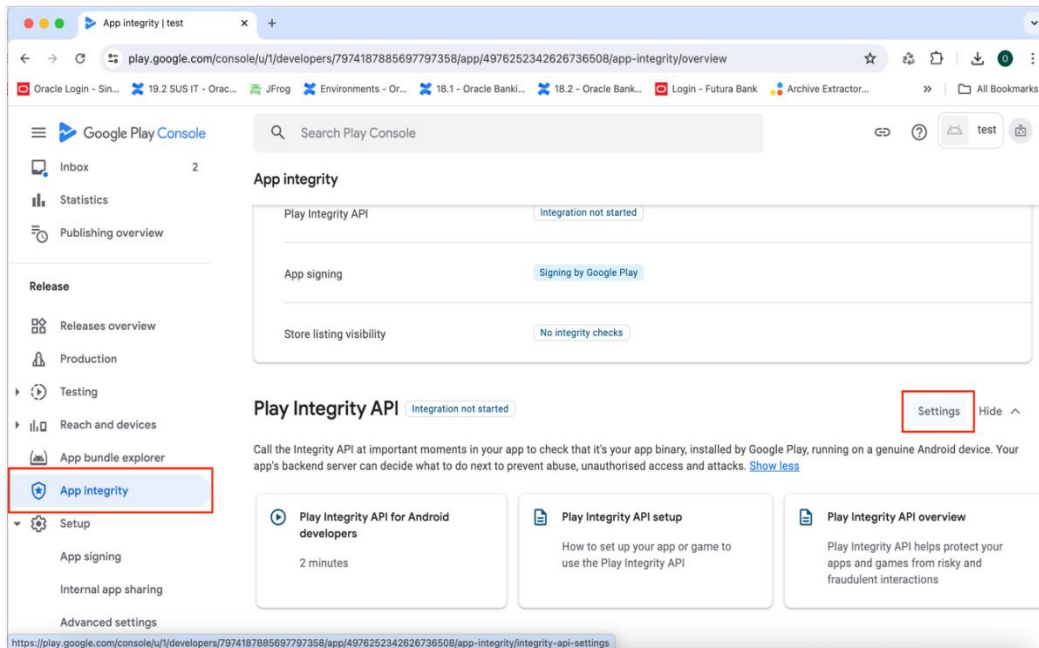 App integrity | test
play.google.com/console/u/1/developers/7974187885697797358/app/4976252342626736508/app-integrity/overview
O
Oracle Login - Sin...
19.2 SUS IT - Orac...
JFrog
Environments - Or...
18.1 - Oracle Banki...
18.2 - Oracle Bank...
Login - Futura Bank
Archive Extractor...
»
All Bookmarks
Google Play Console
Search Play Console
test
Inbox 2
Statistics
Publishing overview
Release
Releases overview
Production
Testing
Reach and devices
App bundle explorer
App integrity
Setup
App signing
Internal app sharing
Advanced settings
App integrity
Play Integrity API Integration not started
App signing Signing by Google Play
Store listing visibility No integrity checks
Play Integrity API Integration not started Settings Hide
Call the Integrity API at important moments in your app to check that it's your app binary, installed by Google Play, running on a genuine Android device. Your
app's backend server can decide what to do next to prevent abuse, unauthorised access and attacks. Show less
Play Integrity API for Android
developers
2 minutes
Play Integrity API setup
How to set up your app or game to
use the Play Integrity API
Play Integrity API overview
Play Integrity API helps protect your
apps and games from risky and
fraudulent interactions
https://play.google.com/console/u/1/developers/7974187885697797358/app/4976252342626736508/app-integrity/integrity-api-settings